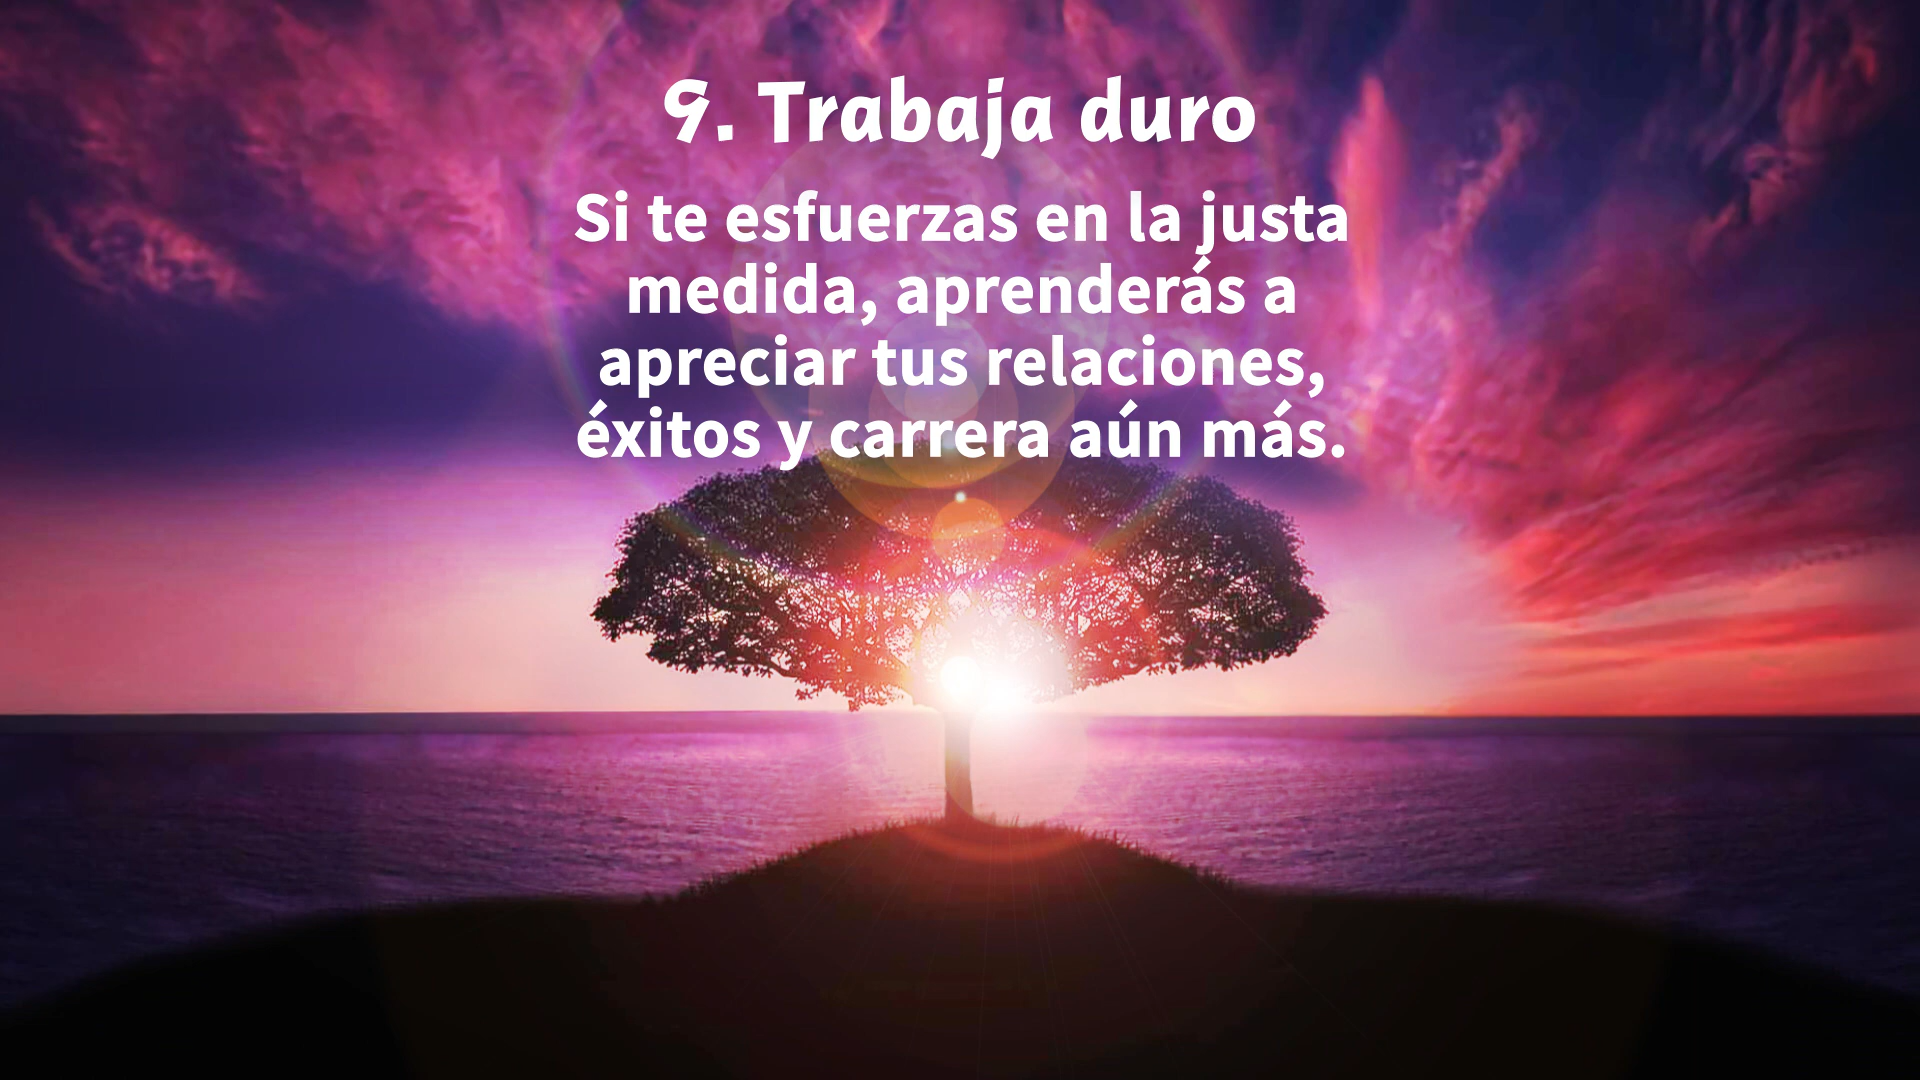 9. Trabaja duro
Si te esfuerzas en la justa
medida, aprenderás a
apreciar tus relaciones,
éxitos y carrera aún más.